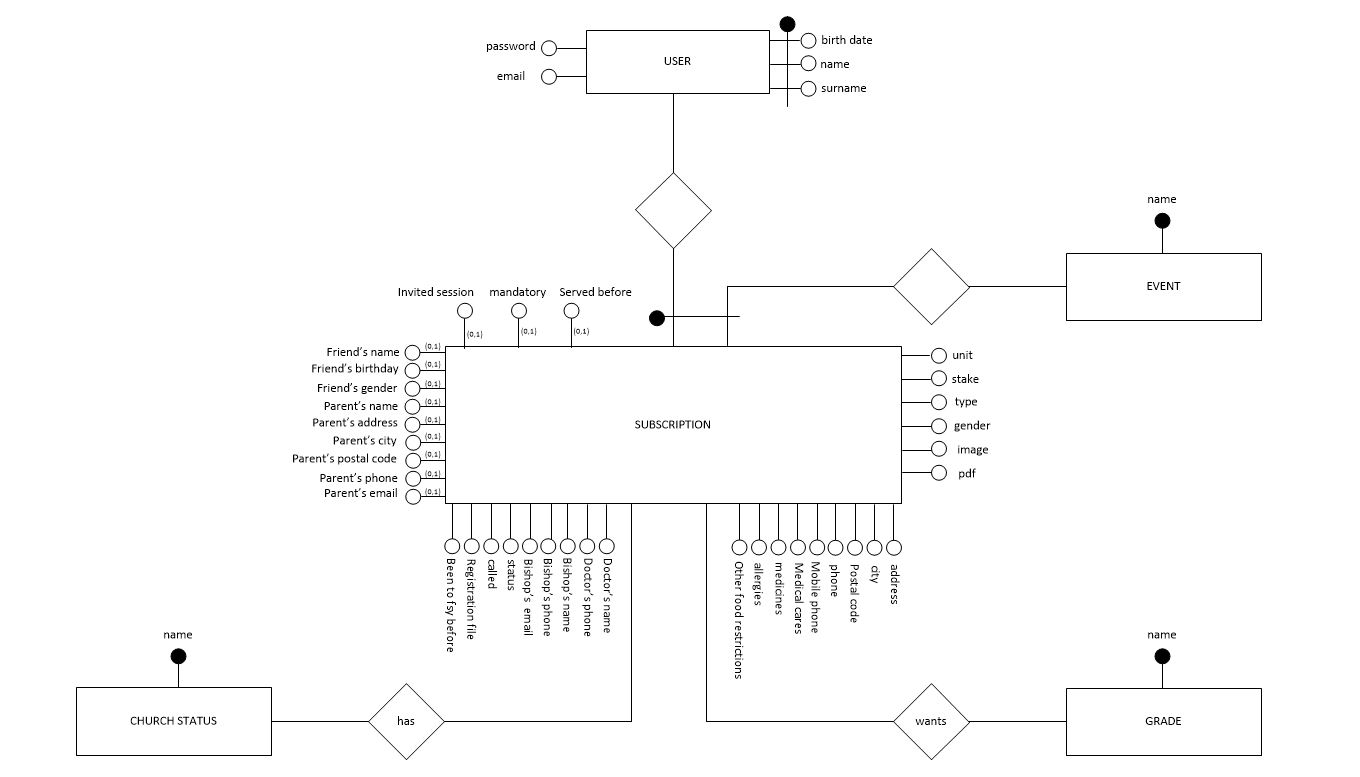 password
email
USER
birth date
name
surname
name
EVENT
Invited session
mandatory
Served before
(0,1)
(0,1)
(0,1)
Friend's name
(0,1)
Friend's birthday
(0,1)
Friend's gender
(0,1)
Parent's name
(0,1)
Parent's address
(0,1)
Parent's city
(0,1)
Parent's postal code
(0,1)
Parent's phone
(0,1)
Parent's email
(0,1)
SUBSCRIPTION
unit
stake
type
gender
image
pdf
Been to fsy before
Registration file
called
status
Bishop's email
Bishop's phone
Bishop's name
Doctor's phone
Doctor's name
Other food restrictions
allergies
medicines
Medical cares
Mobile phone
phone
Postal code
city
address
name
CHURCH STATUS
has
wants
name
GRADE